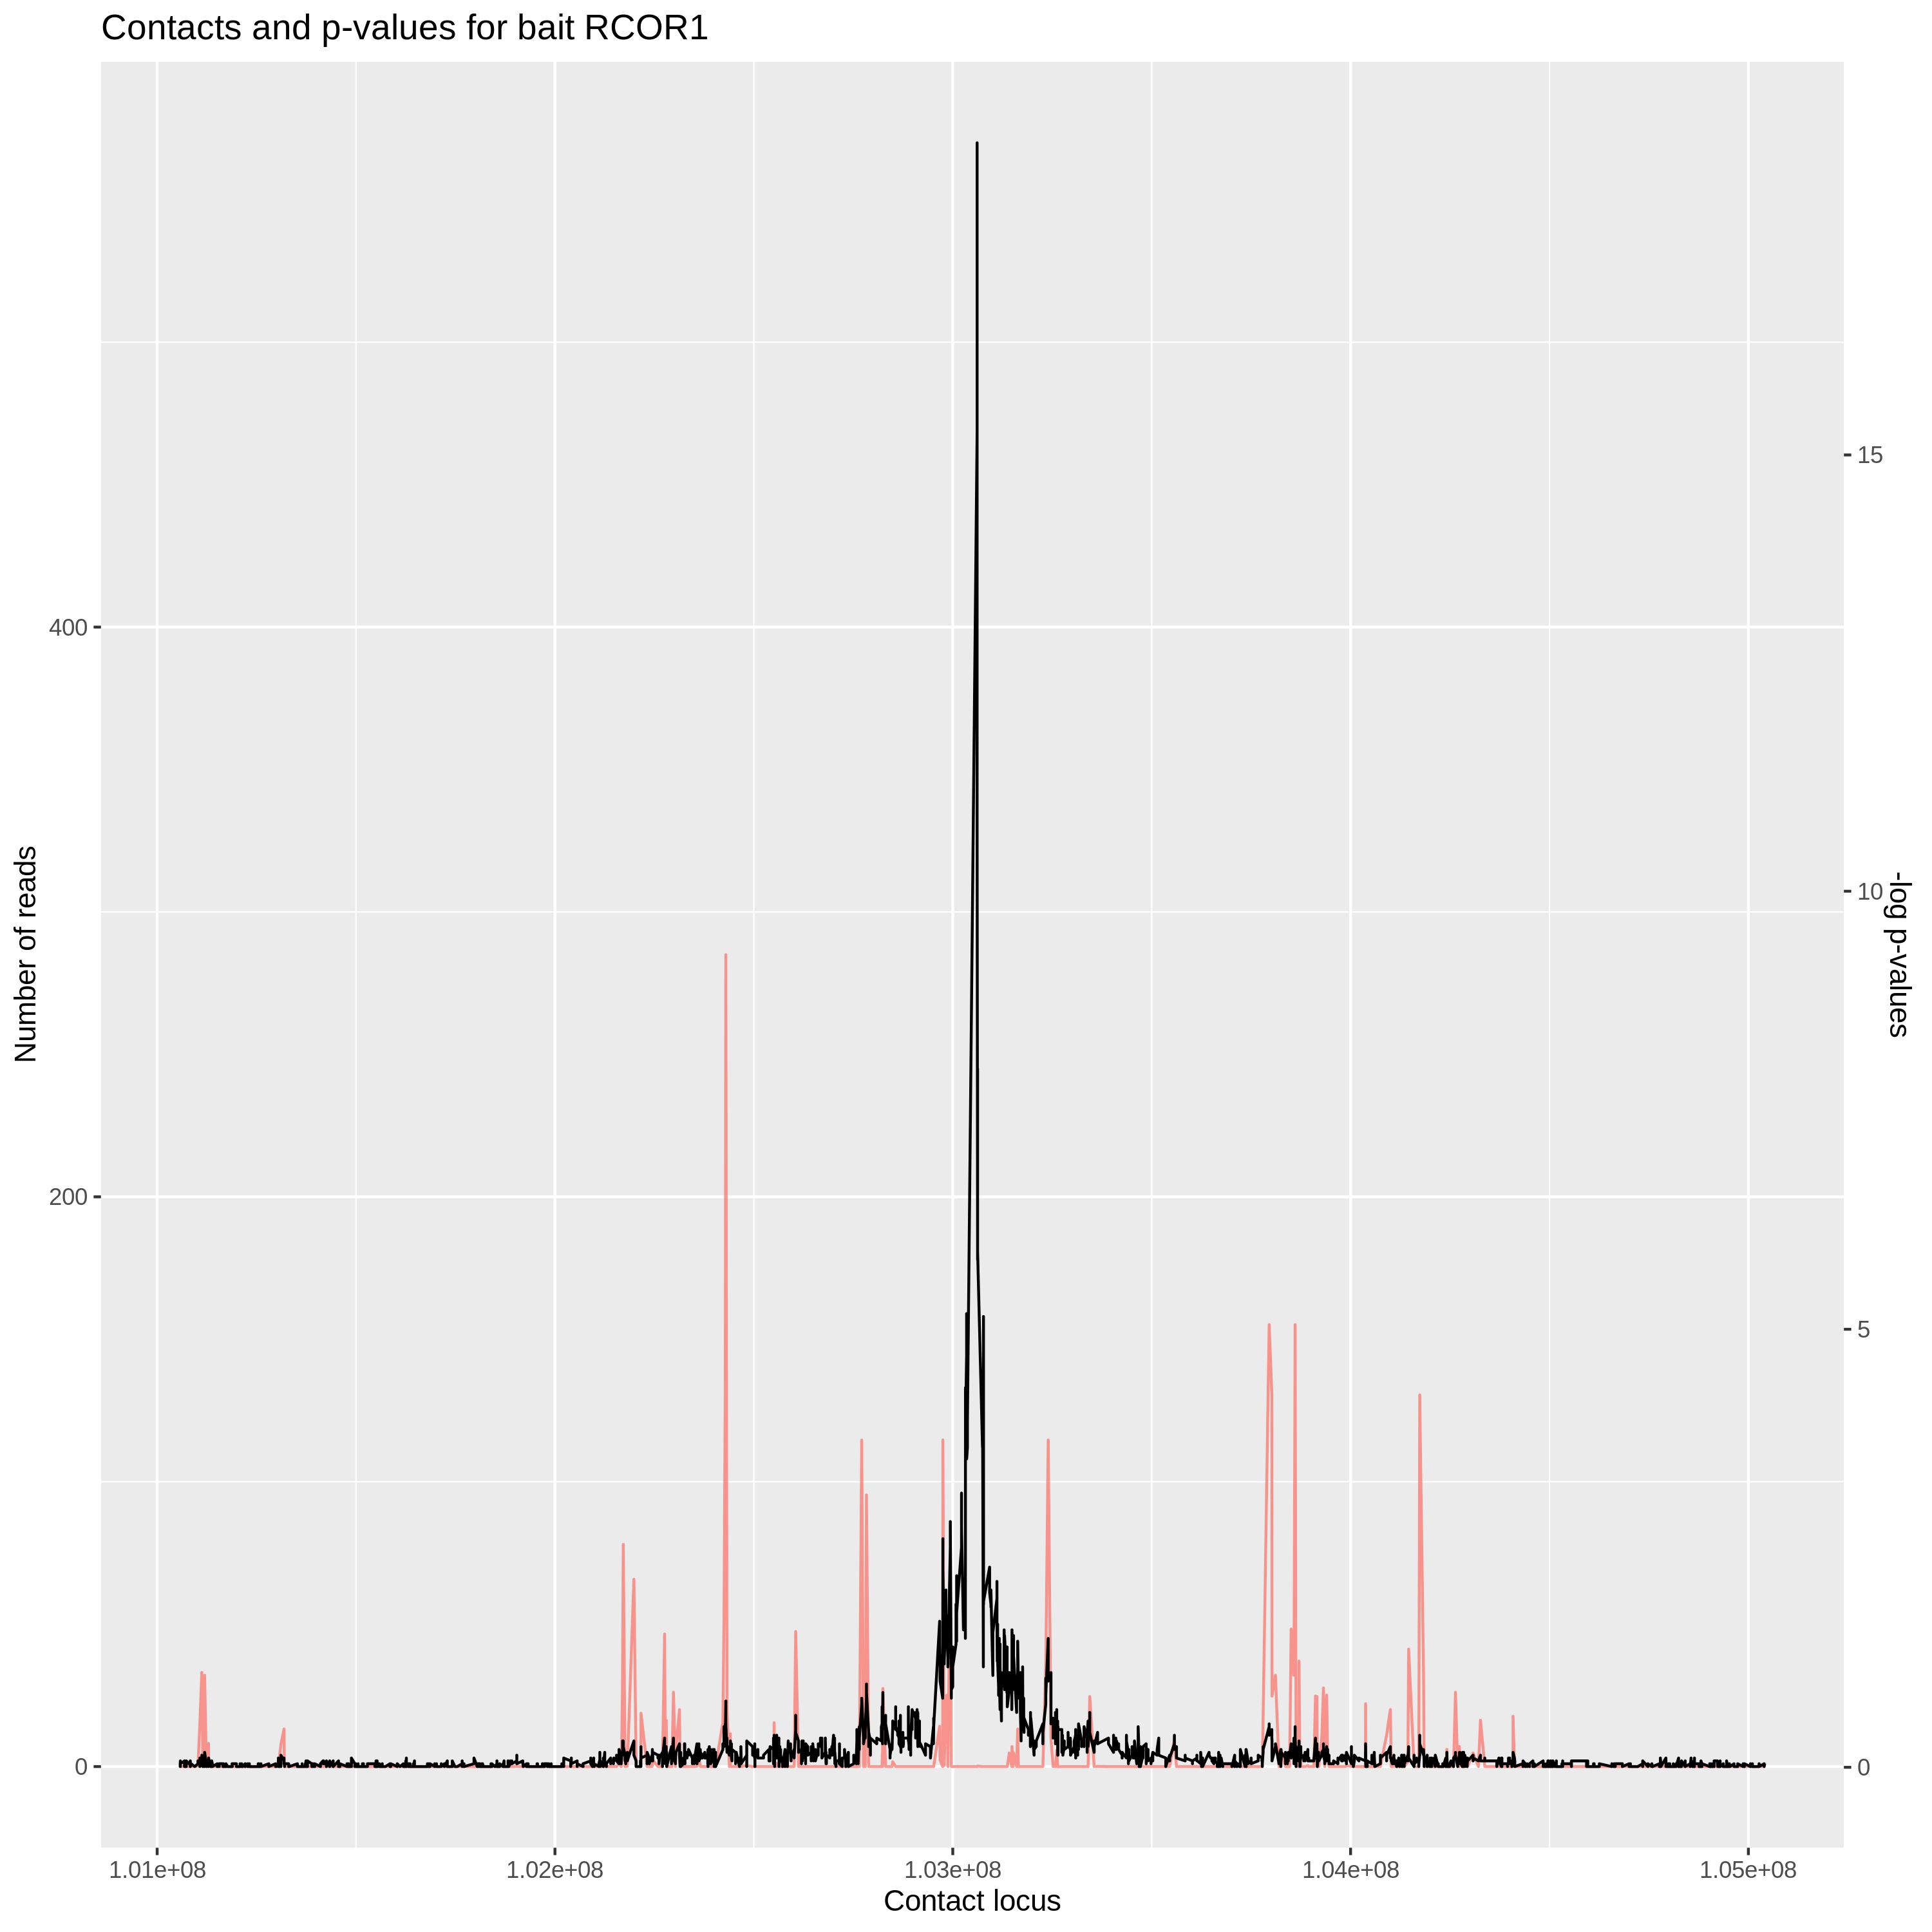 Contacts and p-values for bait RCOR1
Number of reads
400
200
0
15
10
5
0
-log p-values
1.01e+08
1.02e+08
1.03e+08
1.04e+08
1.05e+08
Contact locus